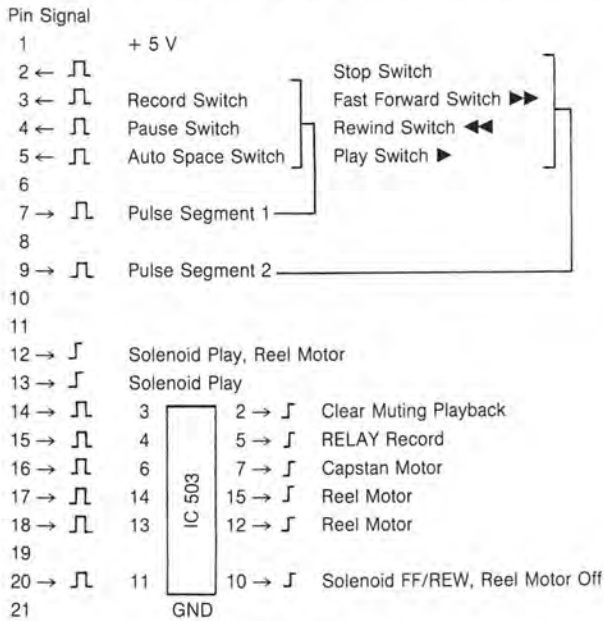 Pin Signal
1 + 5 V
2 ← Stop Switch
3 ← Record Switch Fast Forward Switch ▶▶
4 ← Pause Switch Rewind Switch ◀◀
5 ← Auto Space Switch Play Switch ▶
6
7 → Pulse Segment 1
8
9 → Pulse Segment 2
10
11
12 → Solenoid Play, Reel Motor
13 → Solenoid Play
14 → 3 2 → Clear Muting Playback
15 → 4 5 → RELAY Record
16 → 6 7 → Capstan Motor
17 → 14 15 → Reel Motor
18 → 13 12 → Reel Motor
IC 503
19
20 → 11 10 → Solenoid FF/REW, Reel Motor Off
21 GND